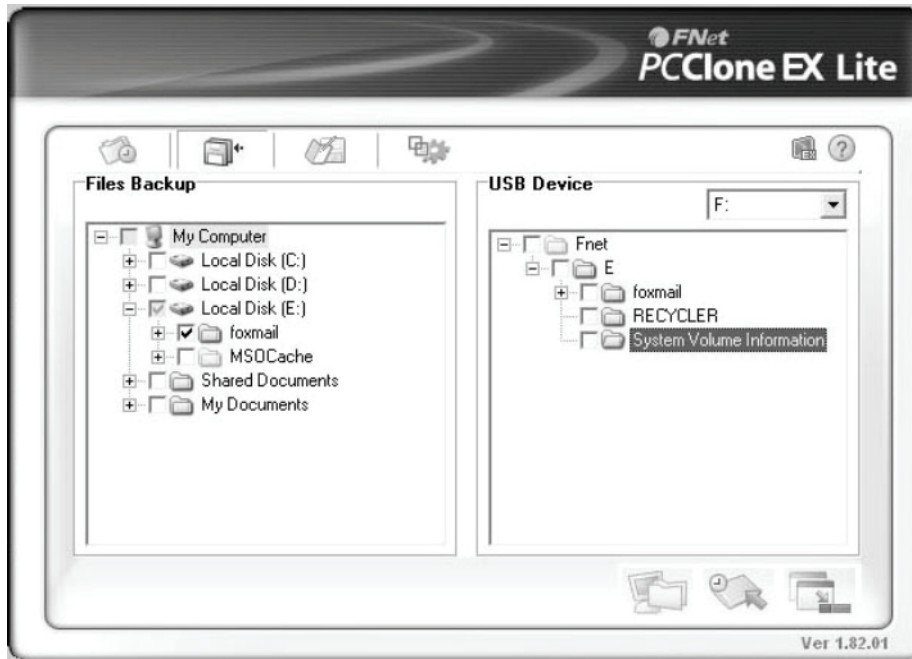 FNet
PCClone EX Lite
Files Backup
My Computer
Local Disk (C:)
Local Disk (D:)
Local Disk (E:)
foxmail
MSOCache
Shared Documents
My Documents
USB Device
F:
Fnet
E
foxmail
RECYCLER
System Volume Information
EX
?
Ver 1.82.01